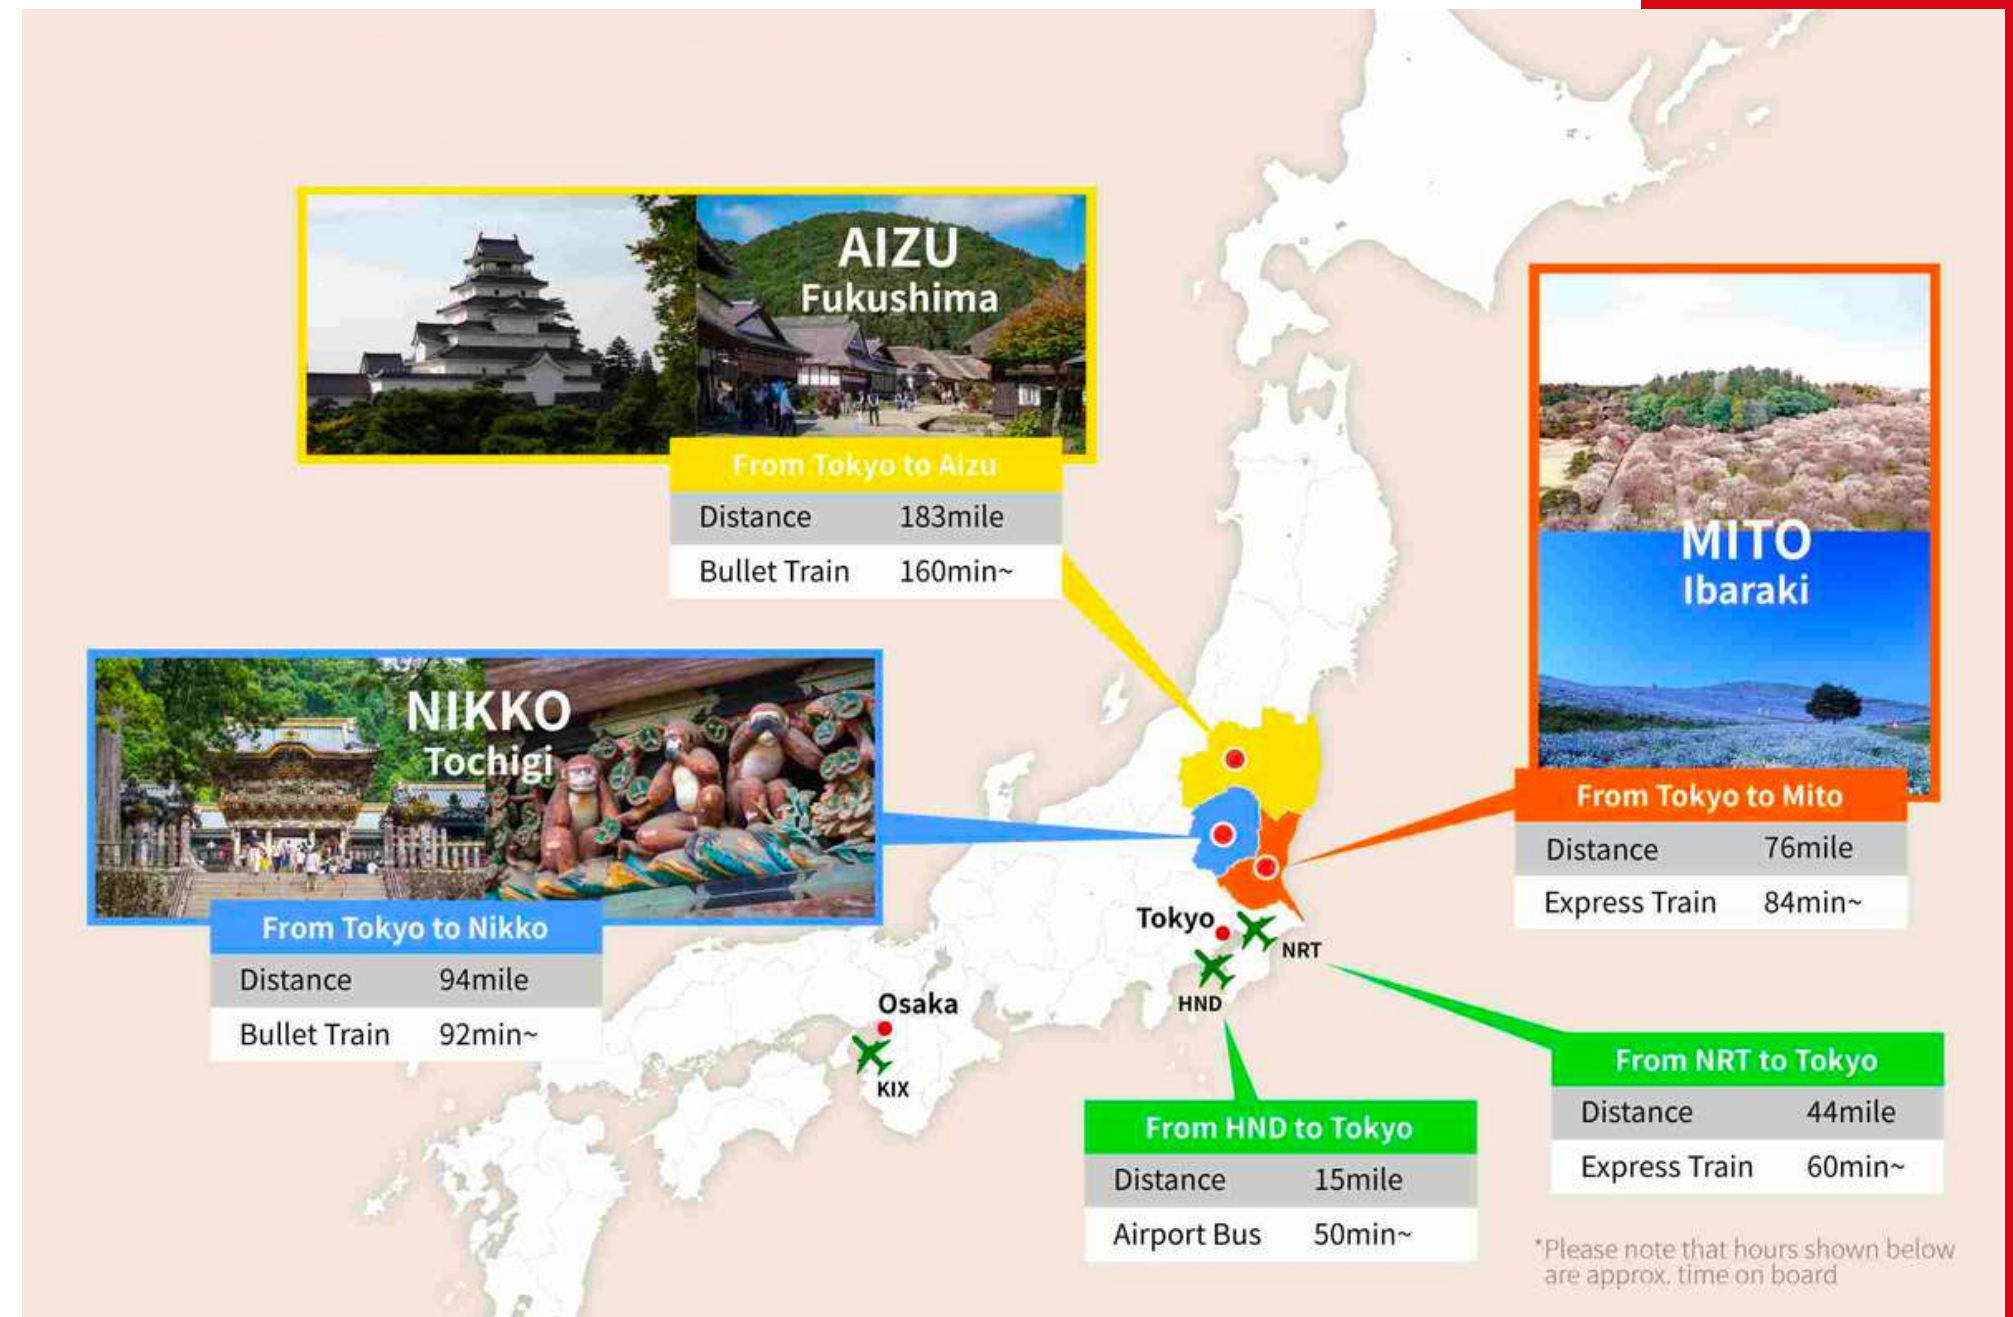 AIZU
Fukushima
From Tokyo to Aizu
Distance 183mile
Bullet Train 160min~
MITO
Ibaraki
From Tokyo to Mito
Distance 76mile
Express Train 84min~
NIKKO
Tochigi
From Tokyo to Nikko
Distance 94mile
Bullet Train 92min~
Tokyo
NRT
HND
Osaka
KIX
From NRT to Tokyo
Distance 44mile
Express Train 60min~
From HND to Tokyo
Distance 15mile
Airport Bus 50min~
*Please note that hours shown below
are approx. time on board